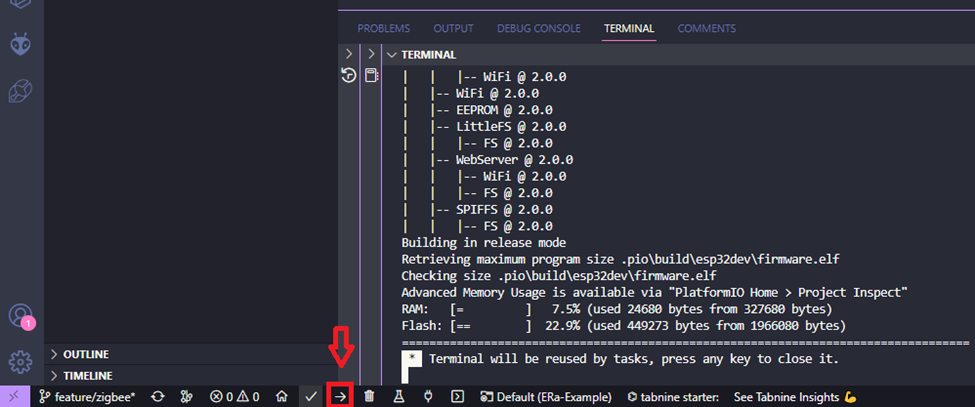 PROBLEMS OUTPUT DEBUG CONSOLE TERMINAL COMMENTS
TERMINAL
| | |-- WiFi @ 2.0.0
| |-- WiFi @ 2.0.0
| |-- EEPROM @ 2.0.0
| |-- LittleFS @ 2.0.0
| | |-- FS @ 2.0.0
| |-- WebServer @ 2.0.0
| | |-- WiFi @ 2.0.0
| | |-- FS @ 2.0.0
| |-- SPIFFS @ 2.0.0
| | |-- FS @ 2.0.0
Building in release mode
Retrieving maximum program size .pio\build\esp32dev\firmware.elf
Checking size .pio\build\esp32dev\firmware.elf
Advanced Memory Usage is available via "PlatformIO Home > Project Inspect"
RAM: [= ] 7.5% (used 24680 bytes from 327680 bytes)
Flash: [== ] 22.9% (used 449273 bytes from 1966080 bytes)
* Terminal will be reused by tasks, press any key to close it.
1
OUTLINE
TIMELINE
feature/zigbee* 0 0 Default (ERa-Example) tabnine starter: See Tabnine Insights 💪